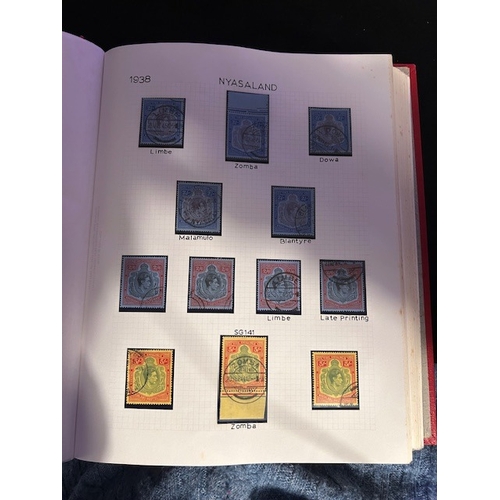 1938
NYASALAND
Limbe
Zomba
Dowa
Malamulo
Blantyre
Limbe
Late Printing
SG141
Zomba